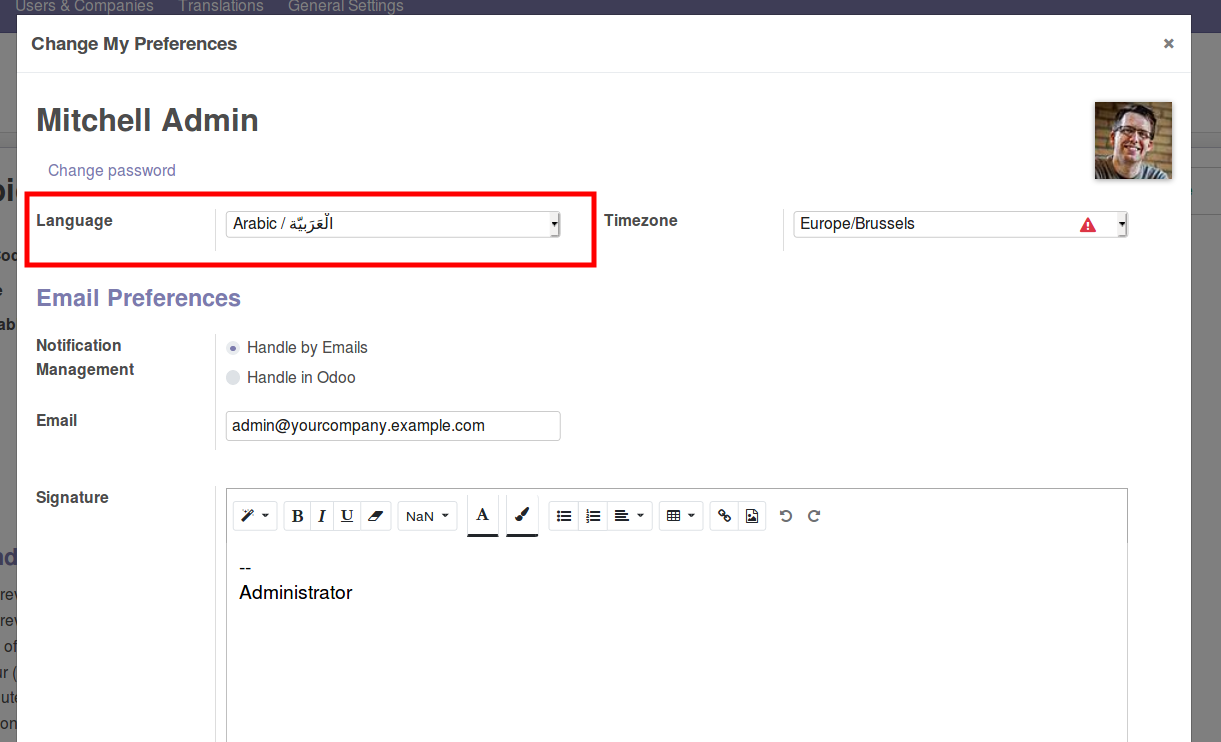 Users & Companies Translations General Settings
Change My Preferences
×
Mitchell Admin
Change password
Language
Arabic / الْعَرَبيّة
Timezone
Europe/Brussels
Email Preferences
Notification
Management
Handle by Emails
Handle in Odoo
Email
admin@yourcompany.example.com
Signature
B I U NaN A
--
Administrator